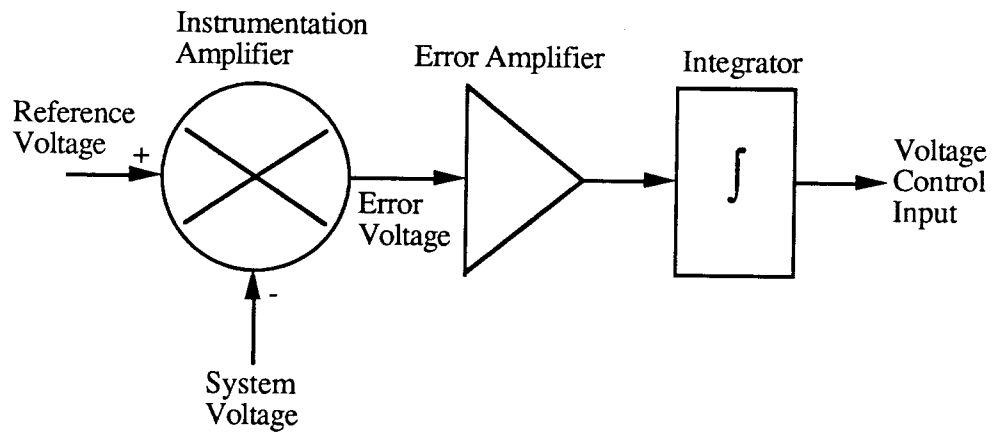 Instrumentation
Amplifier
Error Amplifier
Integrator
Reference
Voltage
+
Error
Voltage
∫
Voltage
Control
Input
-
System
Voltage